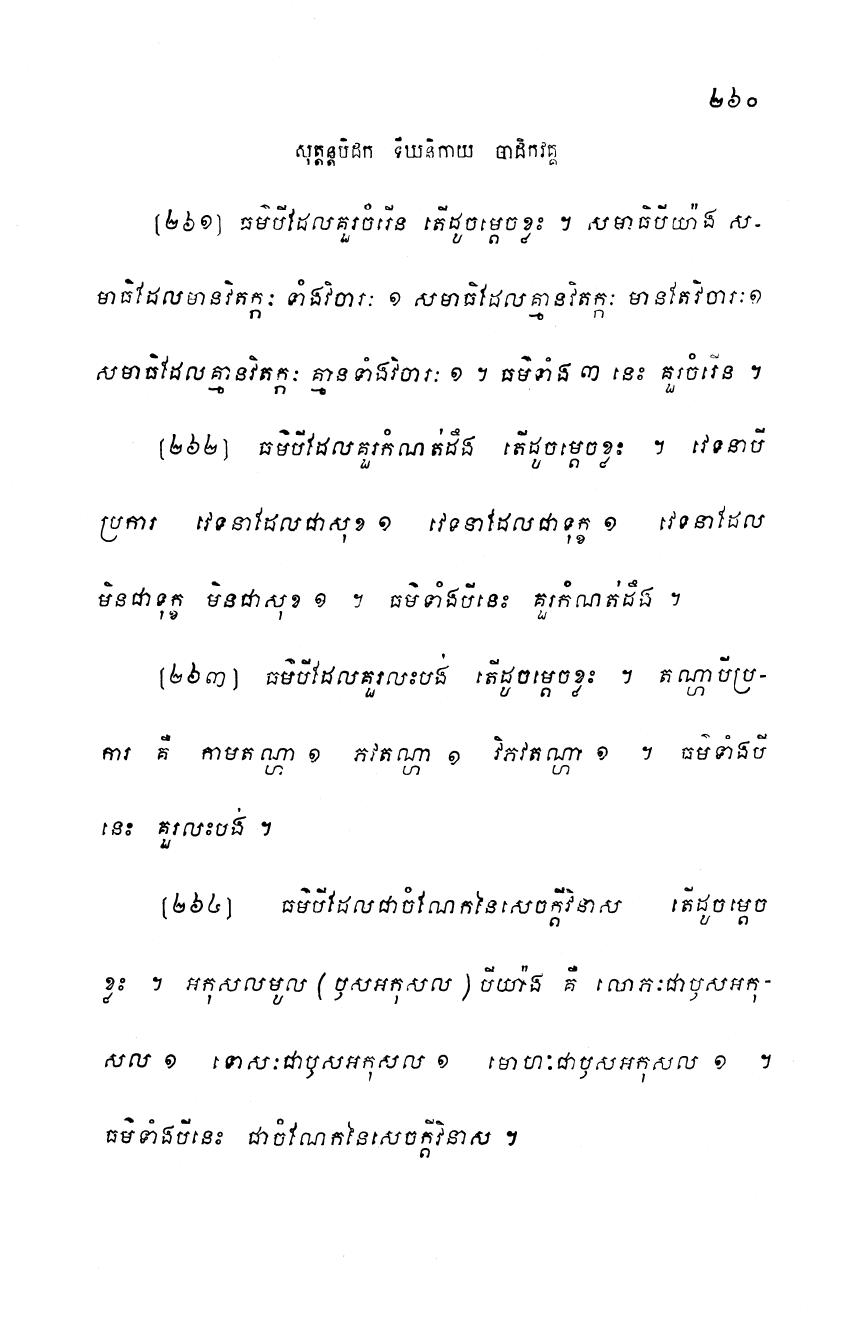 ២៦០
សុត្តន្តបិដក ទីឃនិកាយ បាដិកវគ្គ
(២៦១) ធម៌បីដែលគួរចំរើន តើដូចម្តេចខ្លះ ។ សមាធិបីយ៉ាង ស-
មាធិដែលមានវិតក្កៈ ទាំងវិចារៈ ១ សមាធិដែលគ្មានវិតក្កៈ មានតែវិចារៈ១
សមាធិដែលគ្មានវិតក្កៈ គ្មានទាំងវិចារៈ ១ ។ ធម៌ទាំង ៣ នេះ គួរចំរើន ។
(២៦២) ធម៌បីដែលគួរកំណត់ដឹង តើដូចម្តេចខ្លះ ។ វេទនាបី
ប្រការ វេទនាដែលជាសុខ ១ វេទនាដែលជាទុក្ខ ១ វេទនាដែល
មិនជាទុក្ខ មិនជាសុខ ១ ។ ធម៌ទាំងបីនេះ គួរកំណត់ដឹង ។
(២៦៣) ធម៌បីដែលគួរលះបង់ តើដូចម្តេចខ្លះ ។ តណ្ហាបីប្រ-
ការ គឺ កាមតណ្ហា ១ ភវតណ្ហា ១ វិភវតណ្ហា ១ ។ ធម៌ទាំងបី
នេះ គួរលះបង់ ។
(២៦៤) ធម៌បីដែលជាចំណែកនៃសេចក្តីវិនាស តើដូចម្តេច
ខ្លះ ។ អកុសលមូល (ឫសអកុសល) បីយ៉ាង គឺ លោភៈជាឫសអកុ-
សល ១ ទោសៈជាឫសអកុសល ១ មោហៈជាឫសអកុសល ១ ។
ធម៌ទាំងបីនេះ ជាចំណែកនៃសេចក្តីវិនាស ។